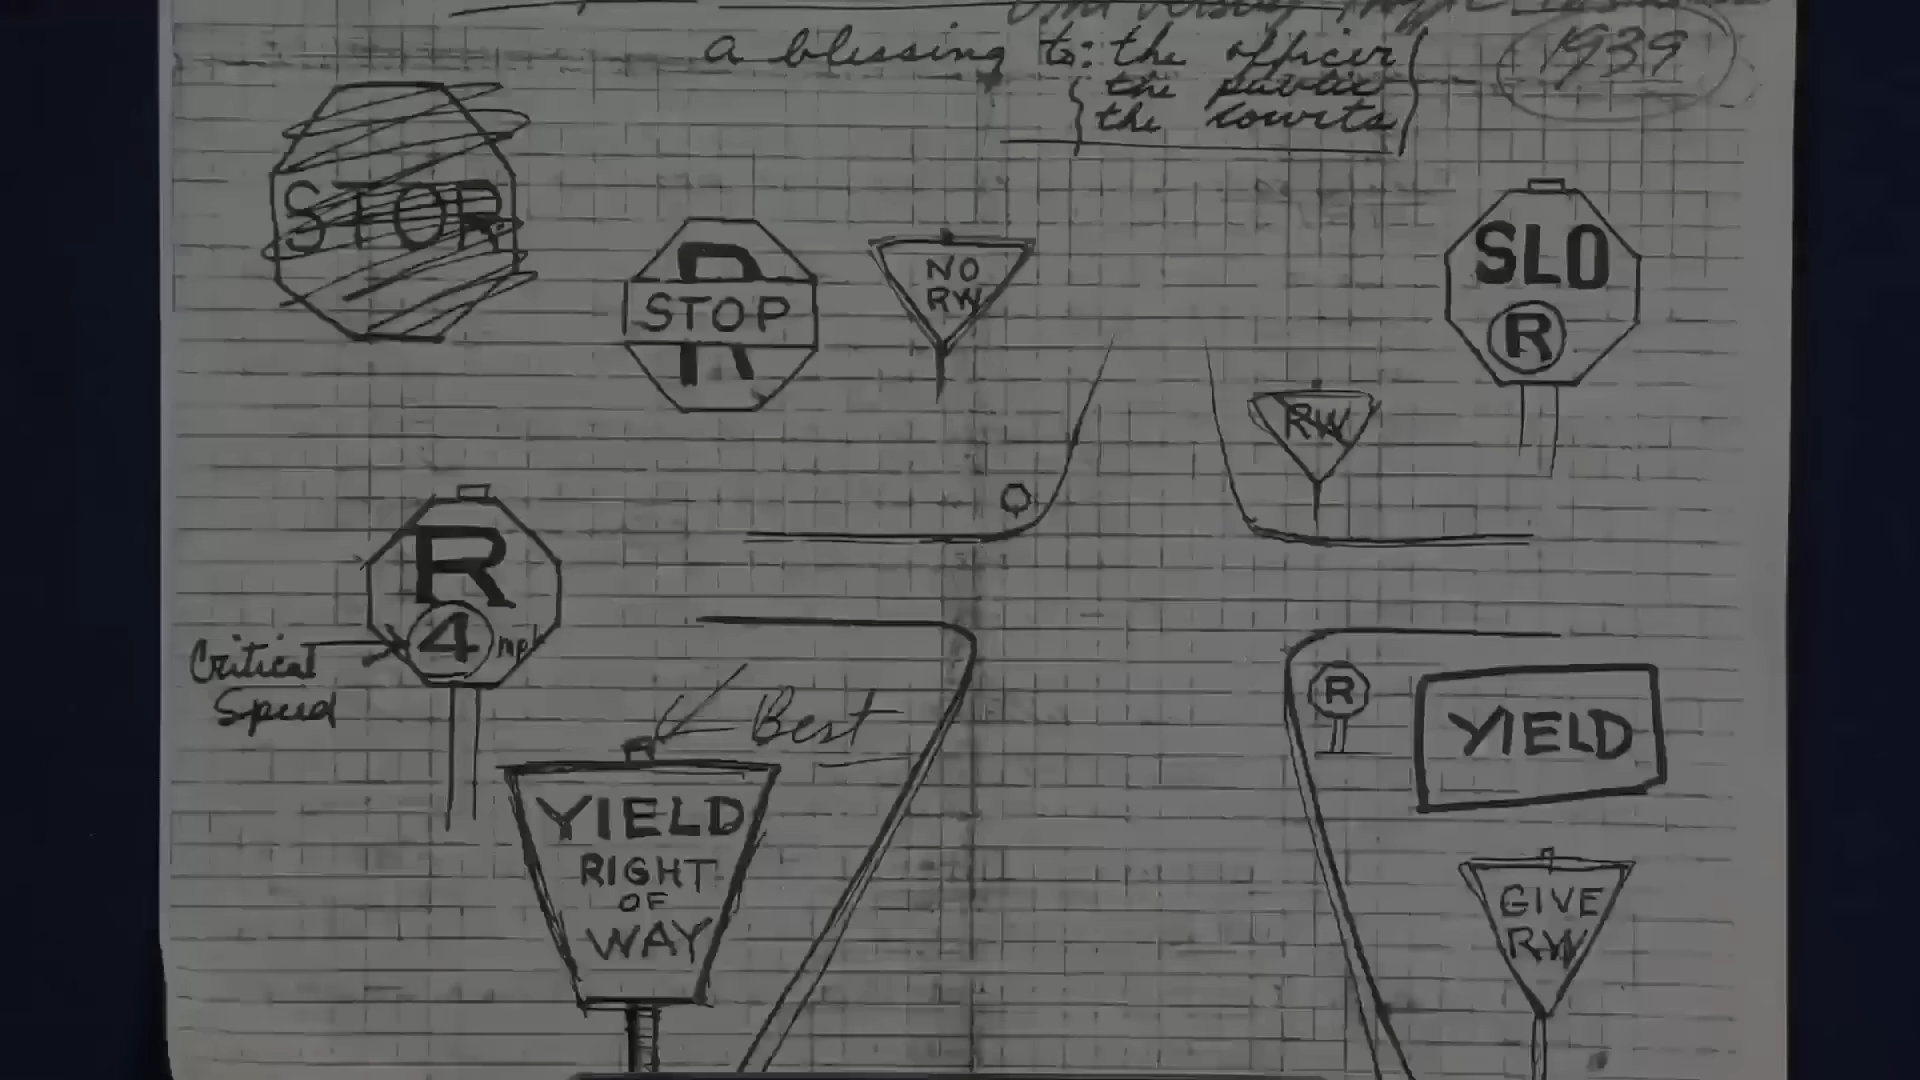 a blessing to: the officer
the public
the courts
1939
STOP
STOP
R
NO
RW
SLO
R
RW
R
4 mph
Critical
Speed
Best
YIELD
RIGHT
OF
WAY
R
YIELD
GIVE
RW